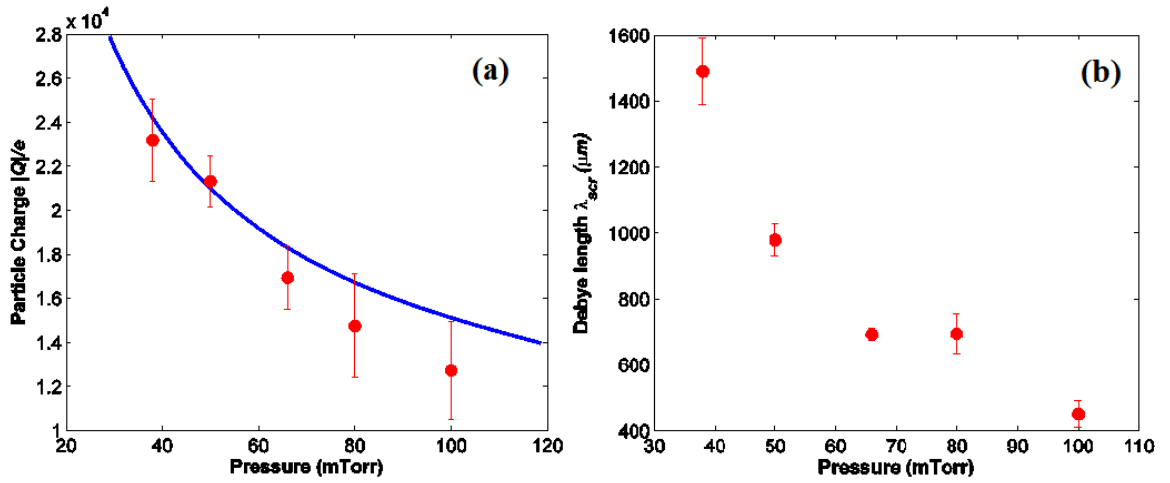 2.8 x 10⁴
2.6
2.4
2.2
2
1.8
1.6
1.4
1.2
1
20 40 60 80 100 120
Pressure (mTorr)
Particle Charge |Q|/e
(a)
1600
1400
1200
1000
800
600
400
30 40 50 60 70 80 90 100 110
Pressure (mTorr)
Debye length λscr (μm)
(b)